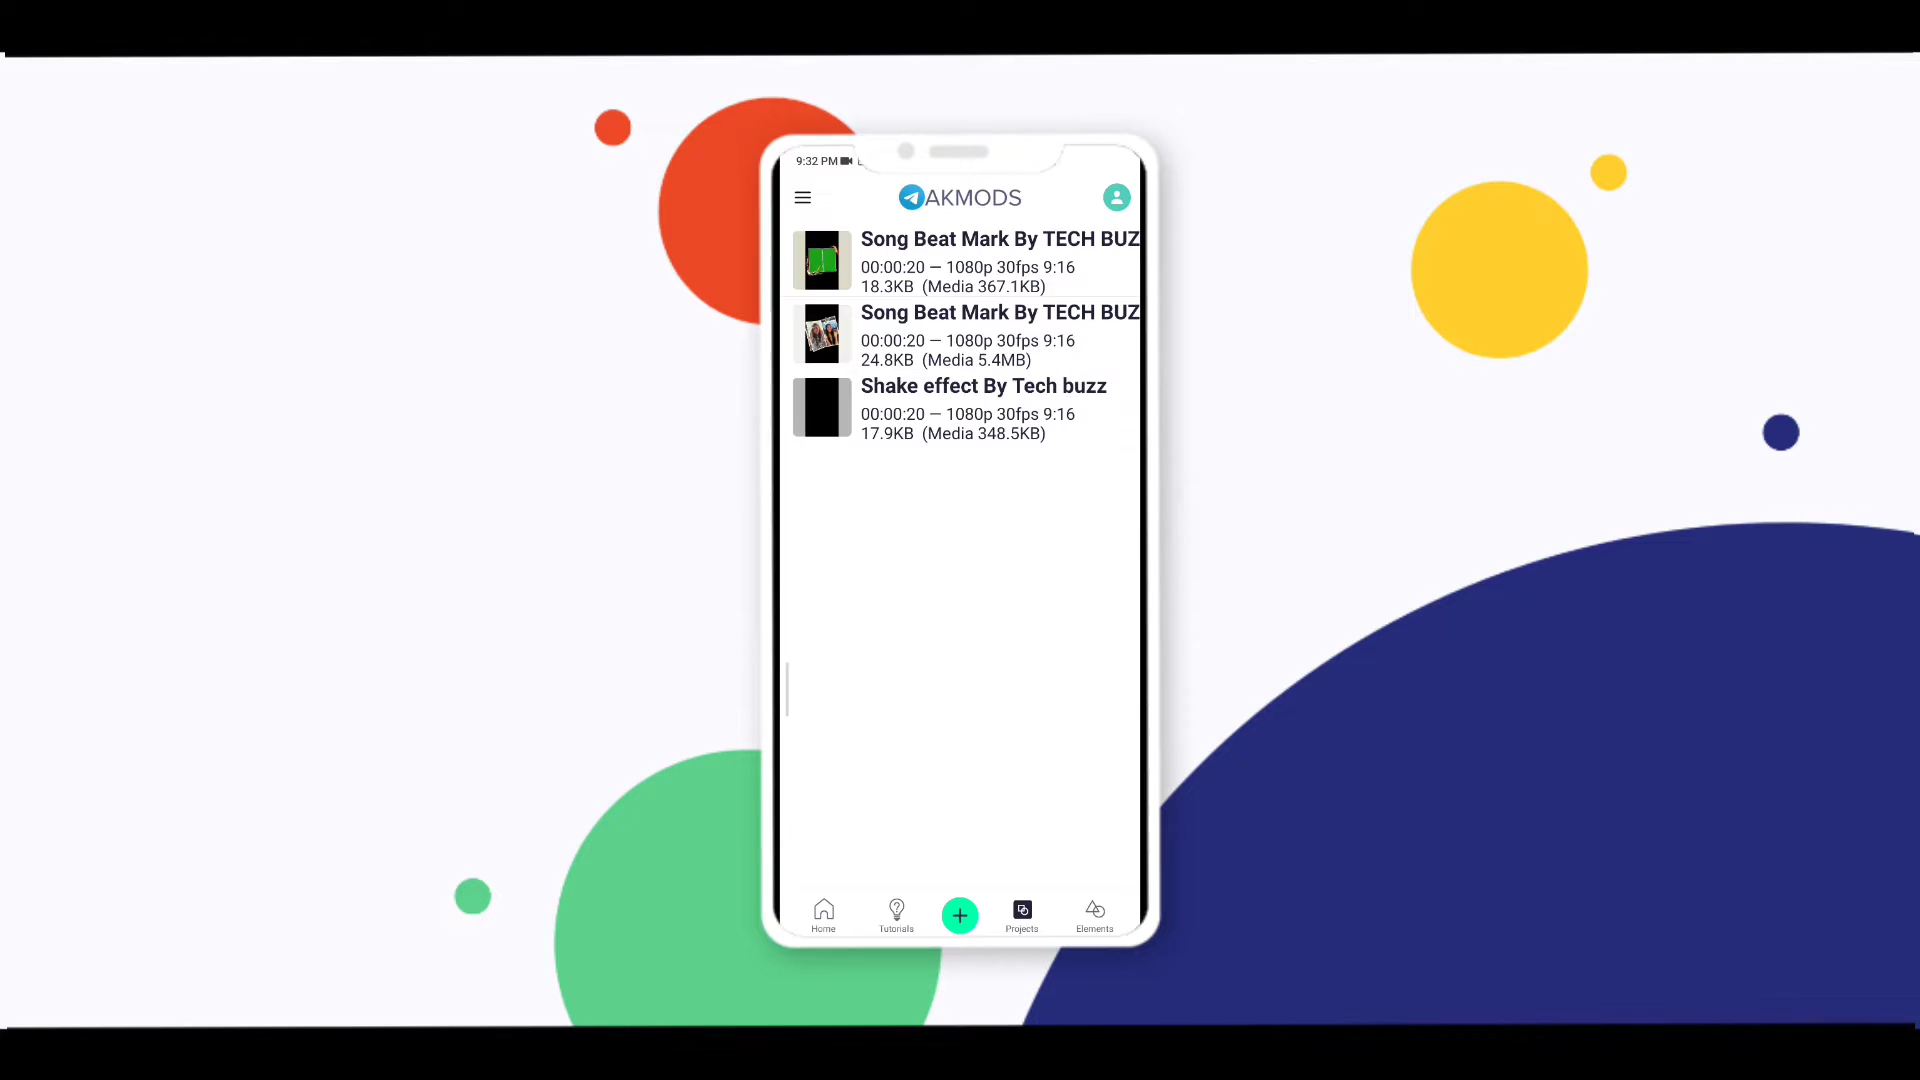 9:32 PM
AKMODS
Song Beat Mark By TECH BUZ
00:00:20 — 1080p 30fps 9:16
18.3KB (Media 367.1KB)
Song Beat Mark By TECH BUZ
00:00:20 — 1080p 30fps 9:16
24.8KB (Media 5.4MB)
Shake effect By Tech buzz
00:00:20 — 1080p 30fps 9:16
17.9KB (Media 348.5KB)
Home Tutorials Projects Elements